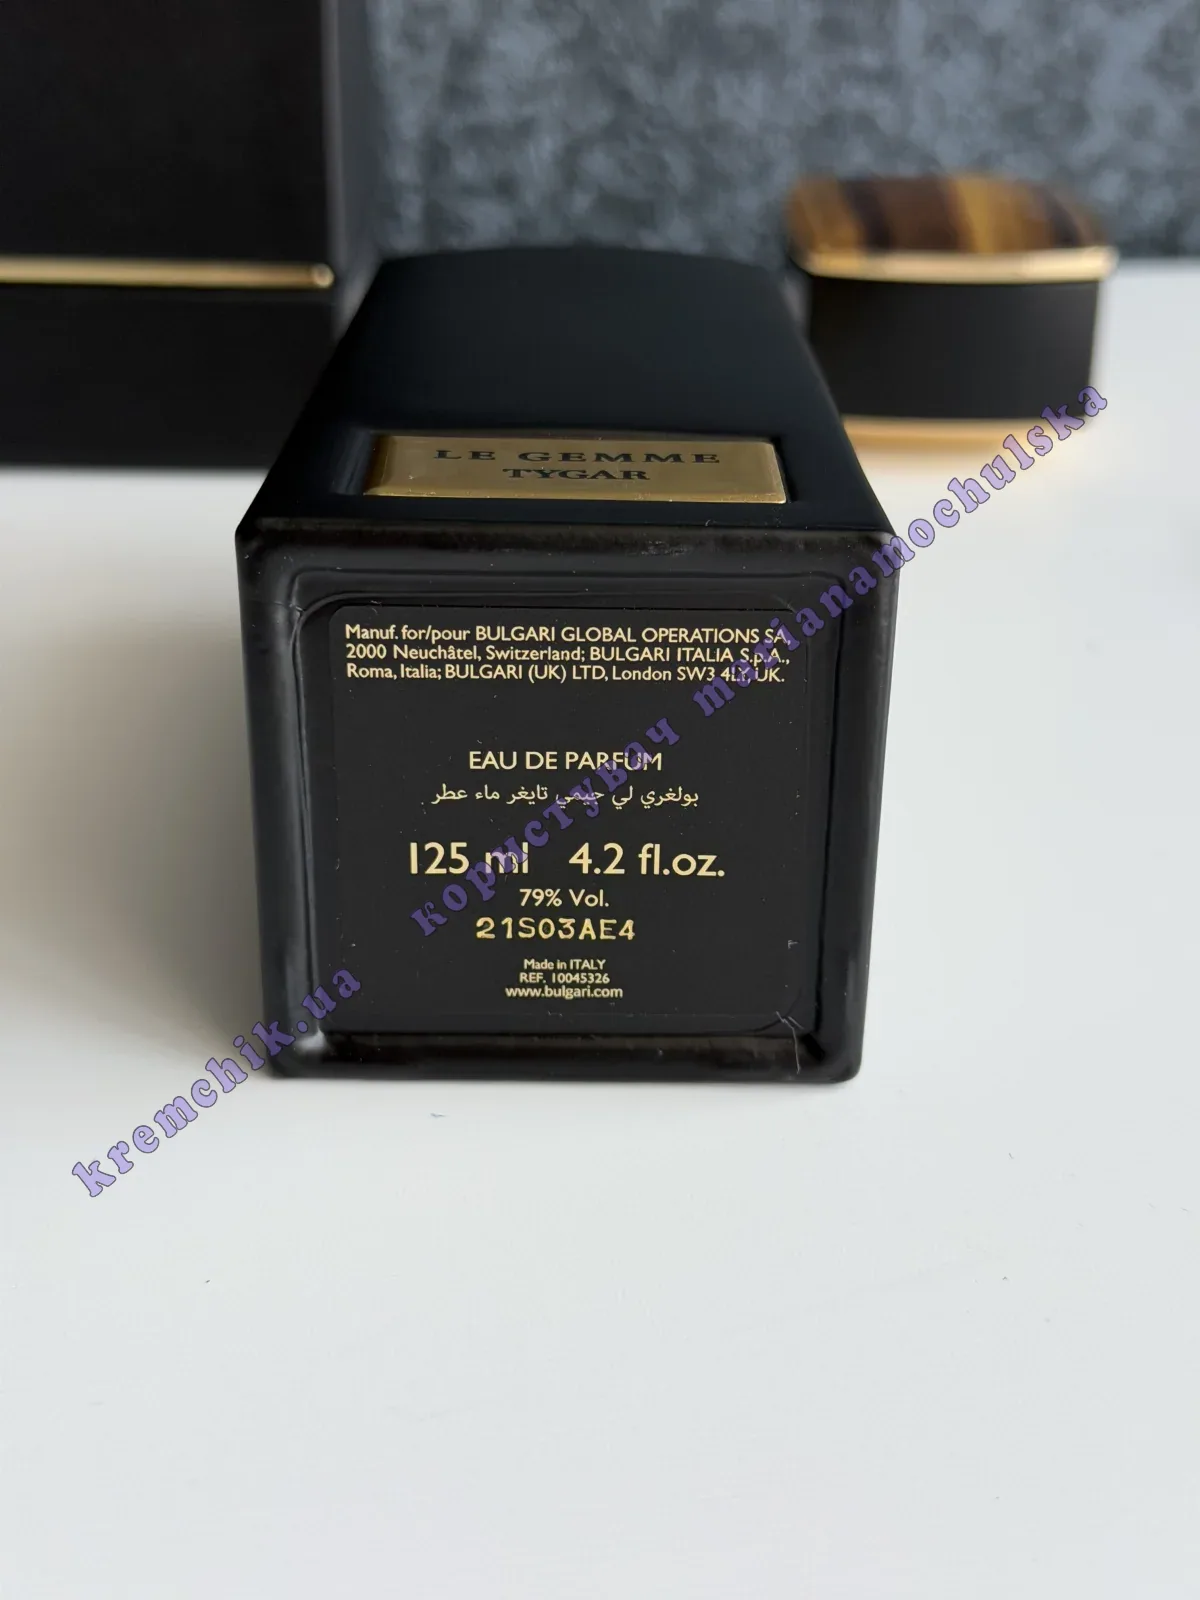 LE GEMME
TYGAR
Manuf. for/pour BULGARI GLOBAL OPERATIONS SA,
2000 Neuchâtel, Switzerland; BULGARI ITALIA S.p.A.,
Roma, Italia; BULGARI (UK) LTD, London SW3 4LY, UK.
EAU DE PARFUM
بولغري لي جيمي تايغر ماء عطر
125 ml 4.2 fl.oz.
79% Vol.
21S03AE4
Made in ITALY
REF. 10045326
www.bulgari.com
kremchik.ua користувач marianamochulska